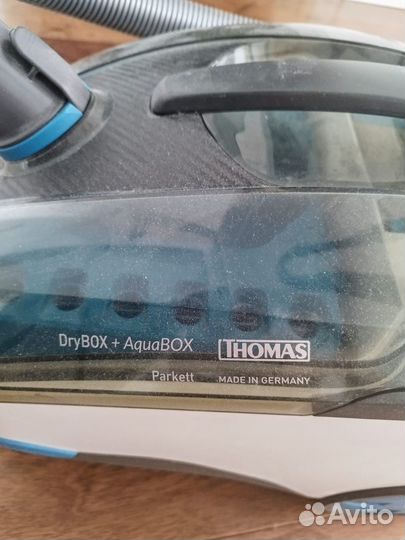 DryBOX + AquaBOX THOMAS
Parkett MADE IN GERMANY
Avito